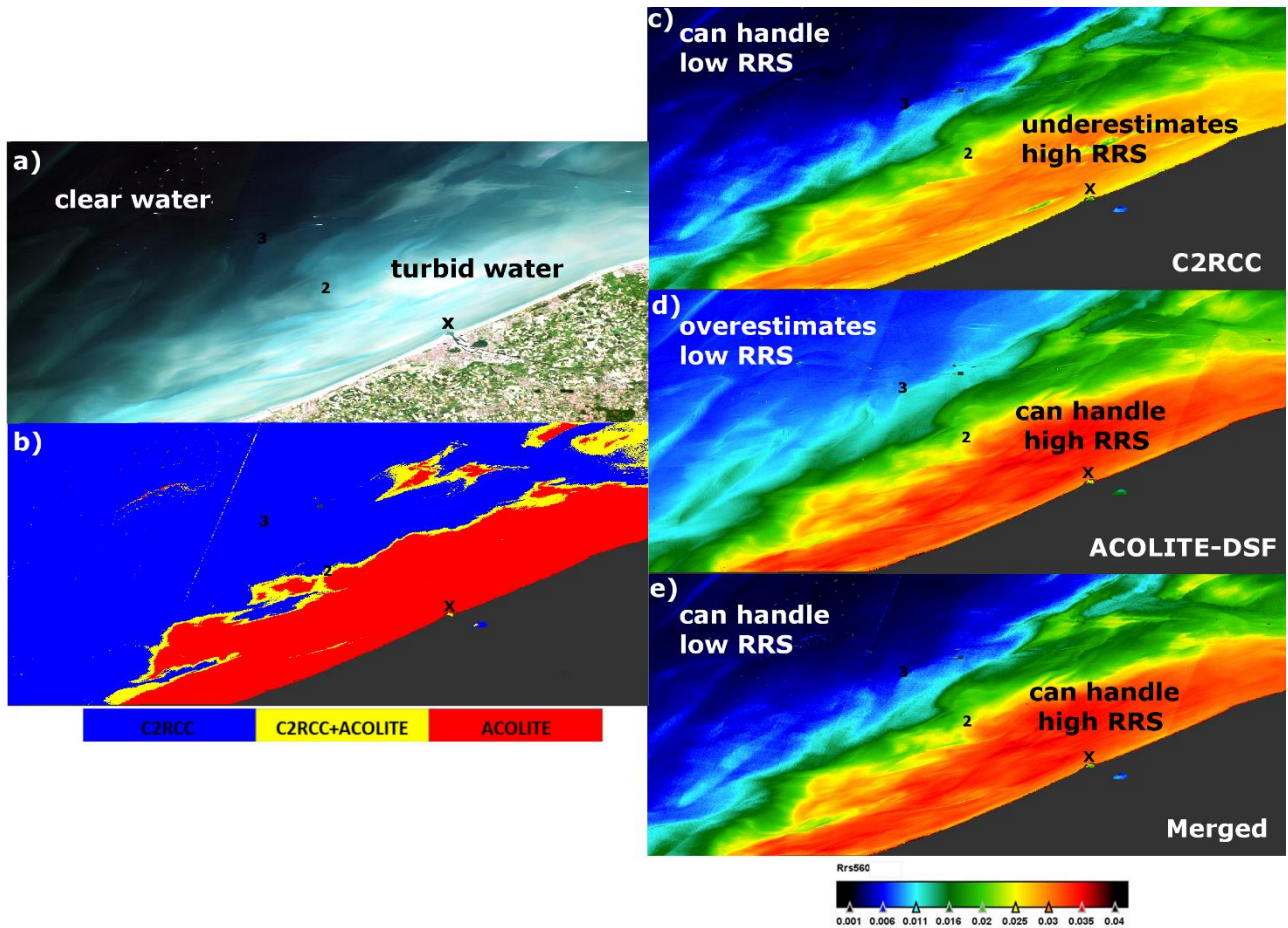 a)
clear water
3
2
turbid water
x
b)
3
2
x
C2RCC
C2RCC+ACOLITE
ACOLITE
c)
can handle
low RRS
3
underestimates
high RRS
2
x
C2RCC
d)
overestimates
low RRS
3
can handle
high RRS
2
x
ACOLITE-DSF
e)
can handle
low RRS
3
can handle
high RRS
2
x
Merged
Rrs560
0.001 0.006 0.011 0.016 0.02 0.025 0.03 0.035 0.04